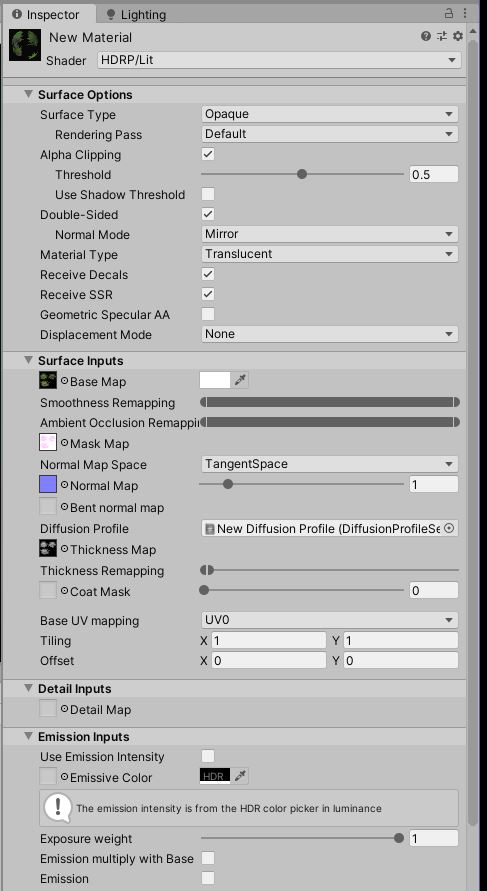 Inspector Lighting
New Material
Shader HDRP/Lit
Surface Options
Surface Type Opaque
Rendering Pass Default
Alpha Clipping
Threshold 0.5
Use Shadow Threshold
Double-Sided
Normal Mode Mirror
Material Type Translucent
Receive Decals
Receive SSR
Geometric Specular AA
Displacement Mode None
Surface Inputs
Base Map
Smoothness Remapping
Ambient Occlusion Remappin
Mask Map
Normal Map Space TangentSpace
Normal Map 1
Bent normal map
Diffusion Profile New Diffusion Profile (DiffusionProfileSe
Thickness Map
Thickness Remapping
Coat Mask 0
Base UV mapping UV0
Tiling X 1 Y 1
Offset X 0 Y 0
Detail Inputs
Detail Map
Emission Inputs
Use Emission Intensity
Emissive Color HDR
The emission intensity is from the HDR color picker in luminance
Exposure weight 1
Emission multiply with Base
Emission